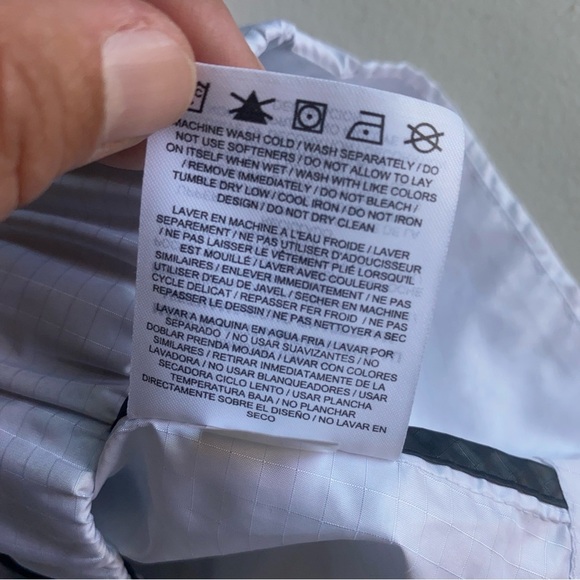 MACHINE WASH COLD / WASH SEPARATELY / DO
NOT USE SOFTENERS / DO NOT ALLOW TO LAY
ON ITSELF WHEN WET / WASH WITH LIKE COLORS
/ REMOVE IMMEDIATELY / DO NOT BLEACH /
TUMBLE DRY LOW / COOL IRON / DO NOT IRON
DESIGN / DO NOT DRY CLEAN
LAVER EN MACHINE A L'EAU FROIDE / LAVER
SEPAREMENT / NE PAS UTILISER D'ADOUCISSEUR
/ NE PAS LAISSER LE VÊTEMENT PLIÉ LORSQU'IL
EST MOUILLÉ / LAVER AVEC COULEURS
SIMILAIRES / ENLEVER IMMEDIATEMENT / NE PAS
UTILISER D'EAU DE JAVEL / SECHER EN MACHINE
CYCLE DELICAT / REPASSER FER FROID / NE PAS
REPASSER LE DESSIN / NE PAS NETTOYER A SEC
LAVAR A MAQUINA EN AGUA FRIA / LAVAR POR
SEPARADO / NO USAR SUAVIZANTES / NO
DOBLAR PRENDA MOJADA / LAVAR CON COLORES
SIMILARES / RETIRAR INMEDIATAMENTE DE LA
LAVADORA / NO USAR BLANQUEADORES / USAR
SECADORA CICLO LENTO / USAR PLANCHA
TEMPERATURA BAJA / NO PLANCHAR
DIRECTAMENTE SOBRE EL DISEÑO / NO LAVAR EN
SECO